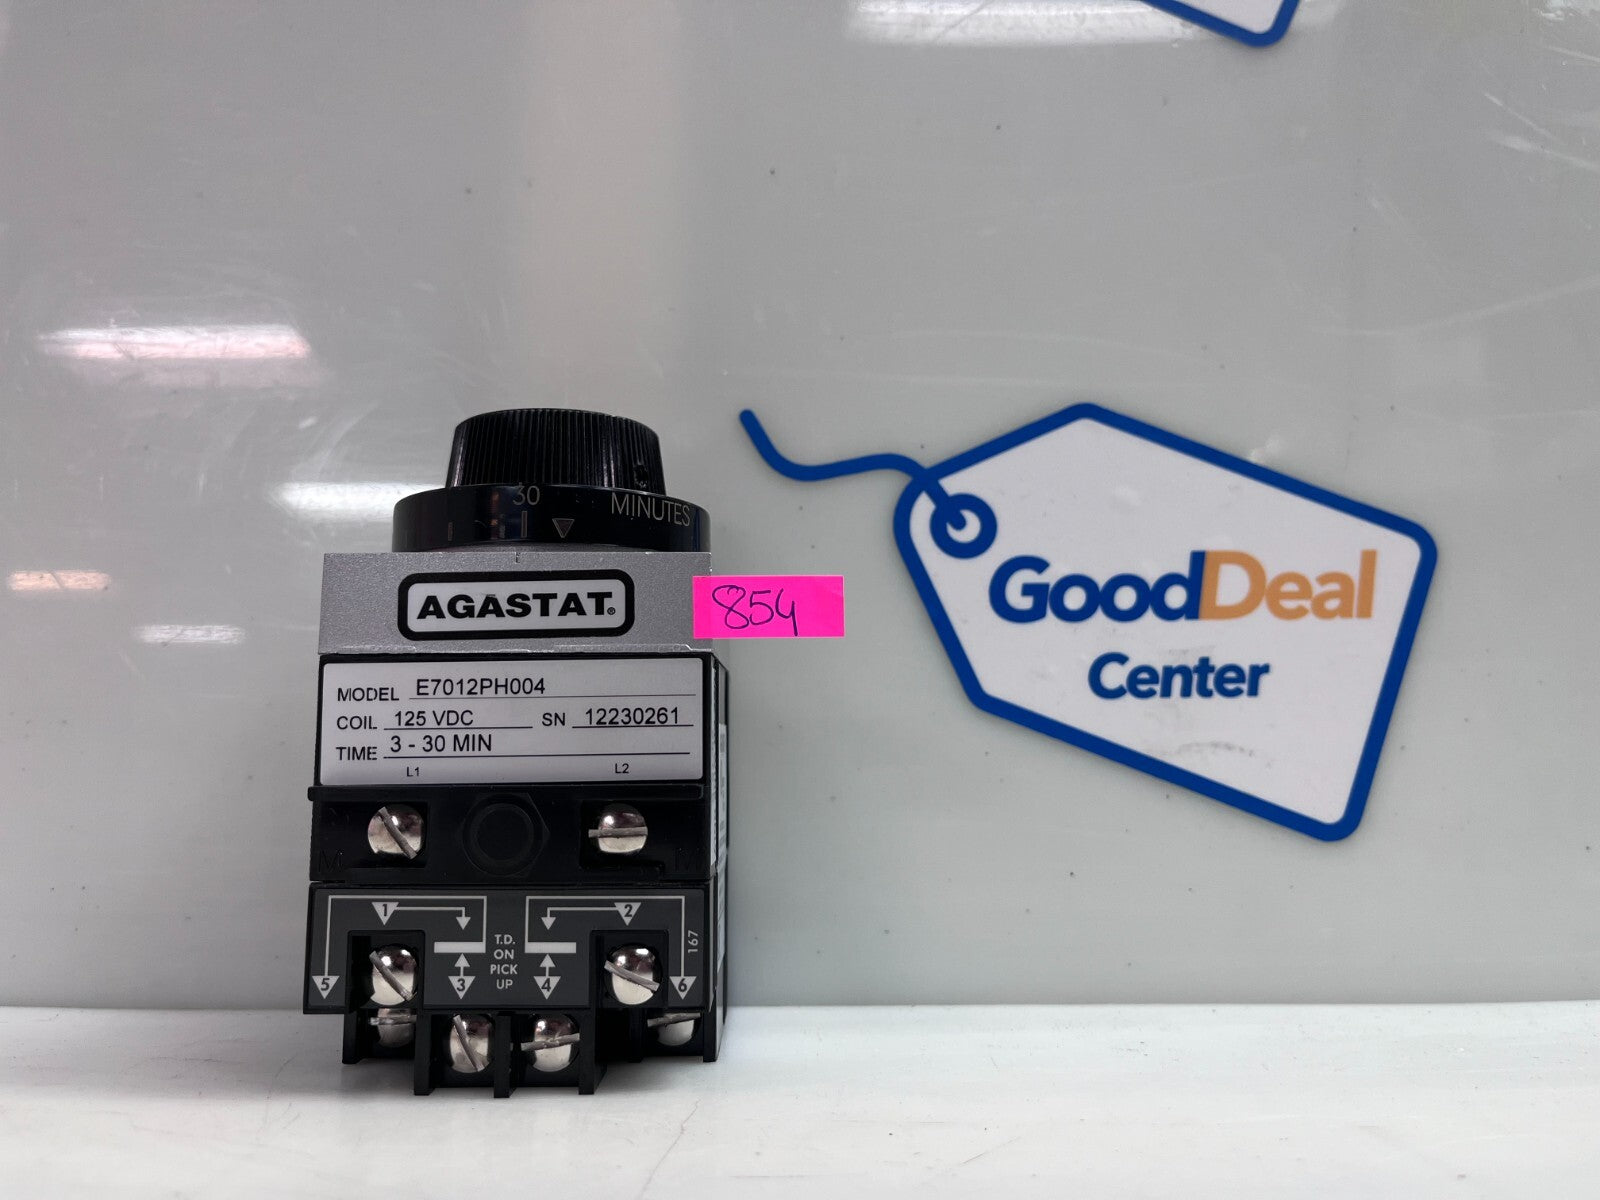 30 MINUTES
AGASTAT®
854
MODEL E7012PH004
COIL 125 VDC SN 12230261
TIME 3 - 30 MIN
L1 L2
M M
1 2
T.D.
ON
PICK
UP
5 3 4 6
167
GoodDeal
Center